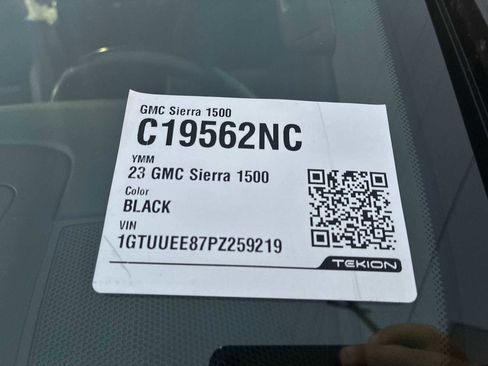 GMC Sierra 1500
C19562NC
YMM
23 GMC Sierra 1500
Color
BLACK
VIN
1GTUUEE87PZ259219
TEKION